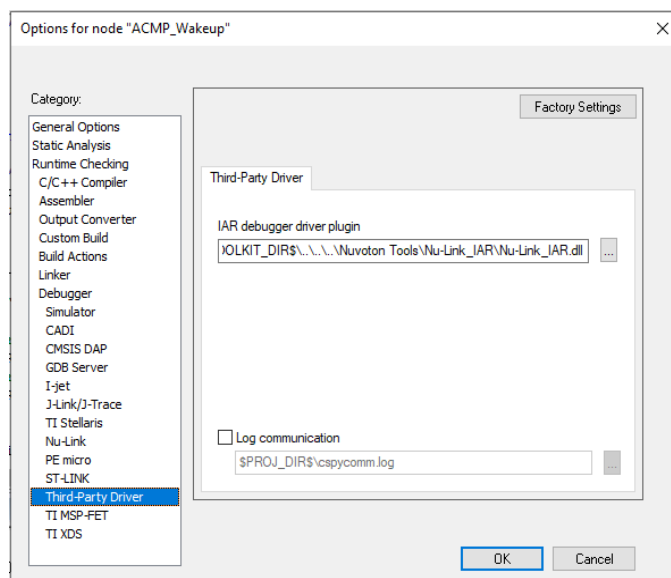 Options for node "ACMP_Wakeup"
Category:
General Options
Static Analysis
Runtime Checking
C/C++ Compiler
Assembler
Output Converter
Custom Build
Build Actions
Linker
Debugger
Simulator
CADI
CMSIS DAP
GDB Server
I-jet
J-Link/J-Trace
TI Stellaris
Nu-Link
PE micro
ST-LINK
Third-Party Driver
TI MSP-FET
TI XDS
Factory Settings
Third-Party Driver
IAR debugger driver plugin
OOLKIT_DIR$\..\..\..\Nuvoton Tools\Nu-Link_IAR\Nu-Link_IAR.dll
...
Log communication
$PROJ_DIR$\cspycomm.log
...
OK
Cancel